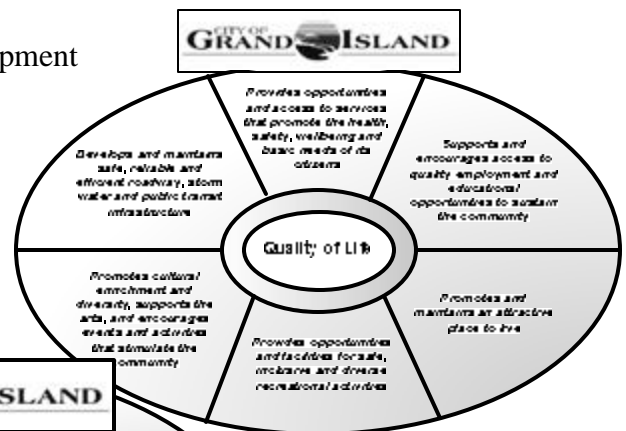 pment
CITY OF
GRAND ISLAND
Provides opportunities
and access to services
that promote the health,
safety, wellbeing and
basic needs of its
citizens
Develops and maintains
safe, reliable and
efficient roadway, storm
water and public transit
infrastructure
Supports and
encourages access to
quality employment and
educational
opportunities to sustain
the community
Quality of Life
Promotes cultural
enrichment and
diversity, supports the
arts, and encourages
events and activities
that stimulate the
community
Provides opportunities
and facilities for safe,
inclusive and diverse
recreational activities
Promotes and
maintains an attractive
place to live
SLAND